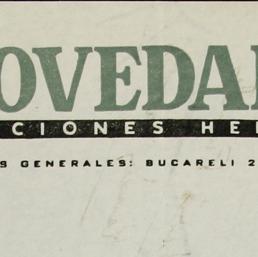 OVEDA
CIONES HE
S GENERALES: BUCARELI 2